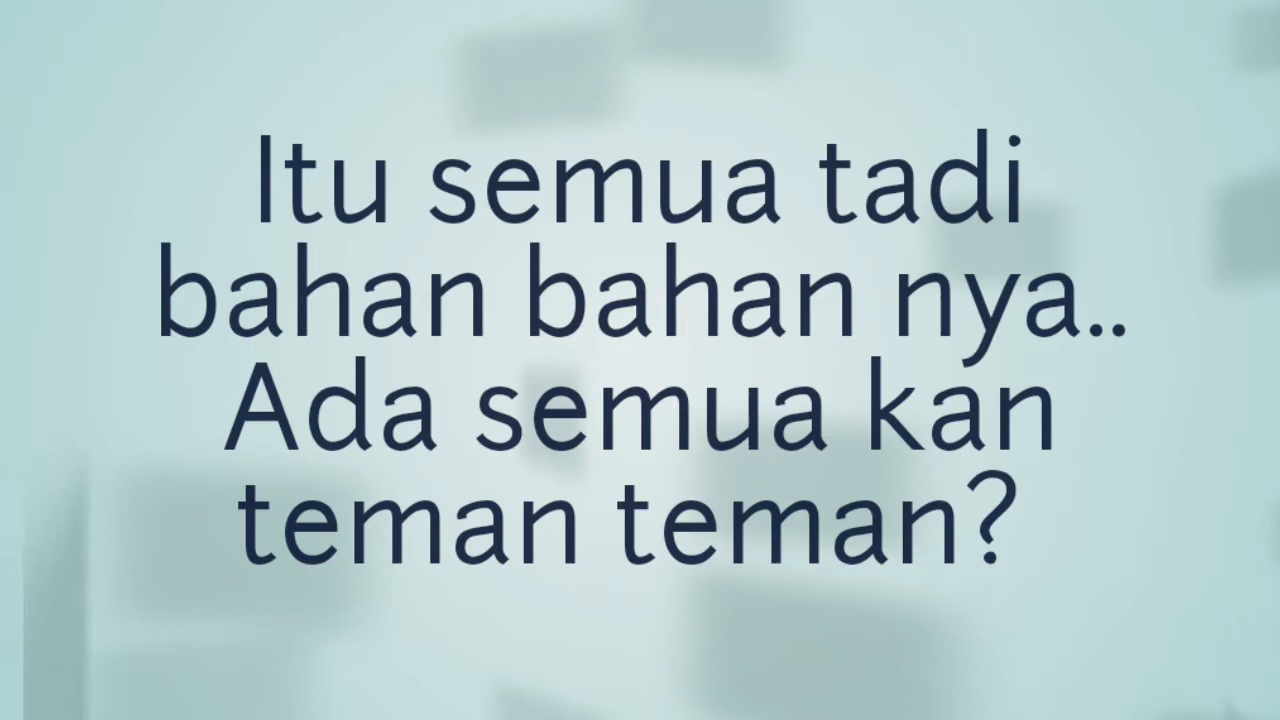 Itu semua tadi
bahan bahan nya..
Ada semua kan
teman teman?